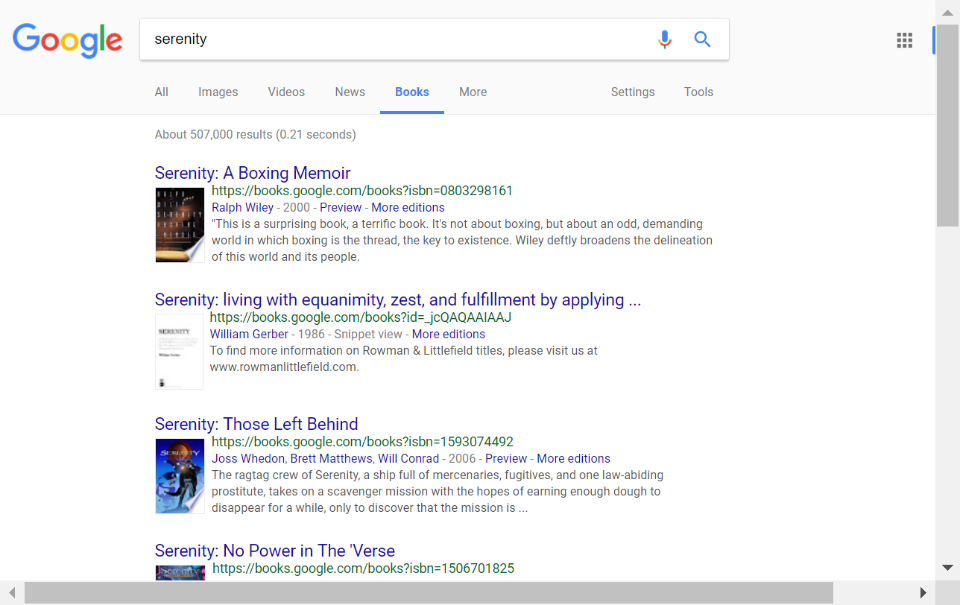 Google
serenity
All Images Videos News Books More Settings Tools
About 507,000 results (0.21 seconds)
Serenity: A Boxing Memoir
https://books.google.com/books?isbn=0803298161
Ralph Wiley - 2000 - Preview - More editions
"This is a surprising book, a terrific book. It's not about boxing, but about an odd, demanding
world in which boxing is the thread, the key to existence. Wiley deftly broadens the delineation
of this world and its people.
Serenity: living with equanimity, zest, and fulfillment by applying ...
https://books.google.com/books?id=_jcQAQAAIAAJ
William Gerber - 1986 - Snippet view - More editions
SERENITY
To find more information on Rowman & Littlefield titles, please visit us at
www.rowmanlittlefield.com.
Serenity: Those Left Behind
https://books.google.com/books?isbn=1593074492
SERENITY
Joss Whedon, Brett Matthews, Will Conrad - 2006 - Preview - More editions
The ragtag crew of Serenity, a ship full of mercenaries, fugitives, and one law-abiding
prostitute, takes on a scavenger mission with the hopes of earning enough dough to
disappear for a while, only to discover that the mission is ...
Serenity: No Power in The 'Verse
https://books.google.com/books?isbn=1506701825